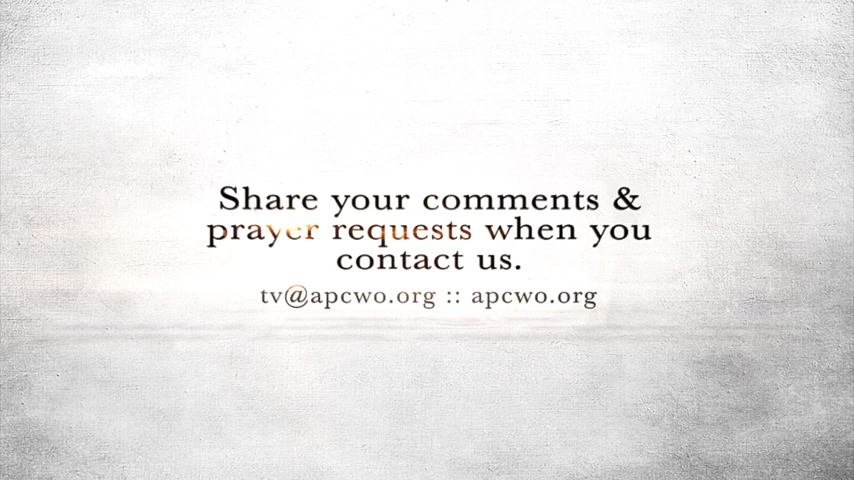 Share your comments &
prayer requests when you
contact us.
tv@apcwo.org :: apcwo.org